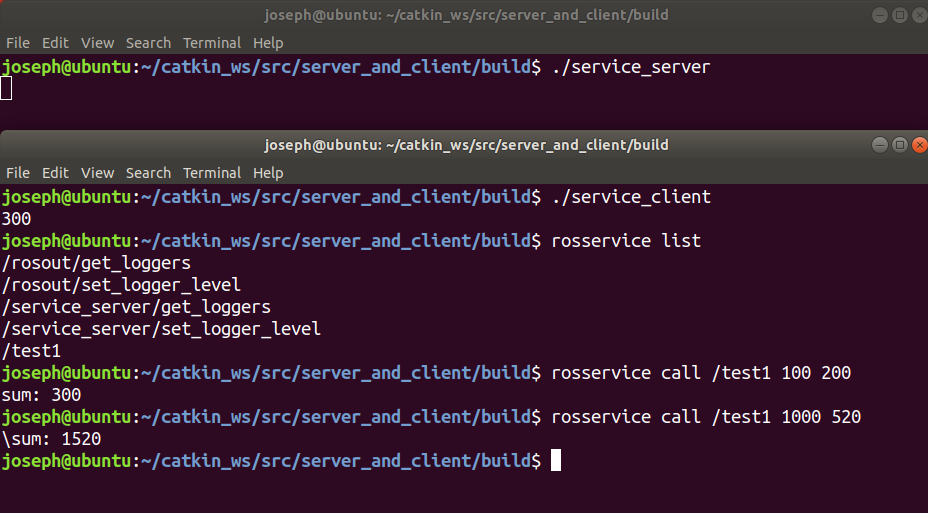 joseph@ubuntu: ~/catkin_ws/src/server_and_client/build
File Edit View Search Terminal Help
joseph@ubuntu:~/catkin_ws/src/server_and_client/build$ ./service_server
joseph@ubuntu: ~/catkin_ws/src/server_and_client/build
File Edit View Search Terminal Help
joseph@ubuntu:~/catkin_ws/src/server_and_client/build$ ./service_client
300
joseph@ubuntu:~/catkin_ws/src/server_and_client/build$ rosservice list
/rosout/get_loggers
/rosout/set_logger_level
/service_server/get_loggers
/service_server/set_logger_level
/test1
joseph@ubuntu:~/catkin_ws/src/server_and_client/build$ rosservice call /test1 100 200
sum: 300
joseph@ubuntu:~/catkin_ws/src/server_and_client/build$ rosservice call /test1 1000 520
\sum: 1520
joseph@ubuntu:~/catkin_ws/src/server_and_client/build$